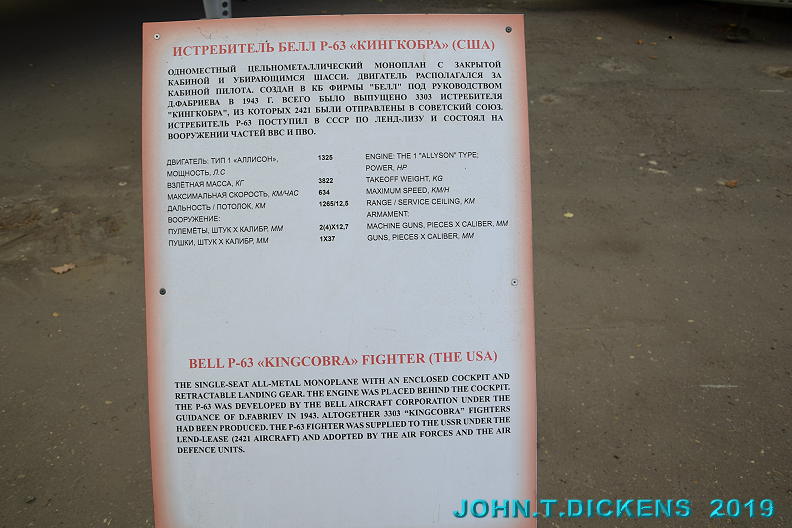 ИСТРЕБИТЕЛЬ БЕЛЛ P-63 «КИНГКОБРА» (США)
ОДНОМЕСТНЫЙ ЦЕЛЬНОМЕТАЛЛИЧЕСКИЙ МОНОПЛАН С ЗАКРЫТОЙ
КАБИНОЙ И УБИРАЮЩИМСЯ ШАССИ. ДВИГАТЕЛЬ РАСПОЛАГАЛСЯ ЗА
КАБИНОЙ ПИЛОТА. СОЗДАН В КБ ФИРМЫ "БЕЛЛ" ПОД РУКОВОДСТВОМ
Д.ФАБРИЕВА В 1943 Г. ВСЕГО БЫЛО ВЫПУЩЕНО 3303 ИСТРЕБИТЕЛЯ
"КИНГКОБРА", ИЗ КОТОРЫХ 2421 БЫЛИ ОТПРАВЛЕНЫ В СОВЕТСКИЙ СОЮЗ.
ИСТРЕБИТЕЛЬ P-63 ПОСТУПИЛ В СССР ПО ЛЕНД-ЛИЗУ И СОСТОЯЛ НА
ВООРУЖЕНИИ ЧАСТЕЙ ВВС И ПВО.
ДВИГАТЕЛЬ: ТИП 1 «АЛЛИСОН», 1325 ENGINE: THE 1 "ALLYSON" TYPE;
МОЩНОСТЬ, Л.С POWER, HP
ВЗЛЁТНАЯ МАССА, КГ 3822 TAKEOFF WEIGHT, KG
МАКСИМАЛЬНАЯ СКОРОСТЬ, КМ/ЧАС 634 MAXIMUM SPEED, KM/H
ДАЛЬНОСТЬ / ПОТОЛОК, КМ 1265/12,5 RANGE / SERVICE CEILING, KM
ВООРУЖЕНИЕ: ARMAMENT:
ПУЛЕМЁТЫ, ШТУК Х КАЛИБР, ММ 2(4)X12,7 MACHINE GUNS, PIECES X CALIBER, MM
ПУШКИ, ШТУК Х КАЛИБР, ММ 1X37 GUNS, PIECES X CALIBER, MM
BELL P-63 «KINGCOBRA» FIGHTER (THE USA)
THE SINGLE-SEAT ALL-METAL MONOPLANE WITH AN ENCLOSED COCKPIT AND
RETRACTABLE LANDING GEAR. THE ENGINE WAS PLACED BEHIND THE COCKPIT.
THE P-63 WAS DEVELOPED BY THE BELL AIRCRAFT CORPORATION UNDER THE
GUIDANCE OF D.FABRIEV IN 1943. ALTOGETHER 3303 "KINGCOBRA" FIGHTERS
HAD BEEN PRODUCED. THE P-63 FIGHTER WAS SUPPLIED TO THE USSR UNDER THE
LEND-LEASE (2421 AIRCRAFT) AND ADOPTED BY THE AIR FORCES AND THE AIR
DEFENCE UNITS.
JOHN.T.DICKENS 2019